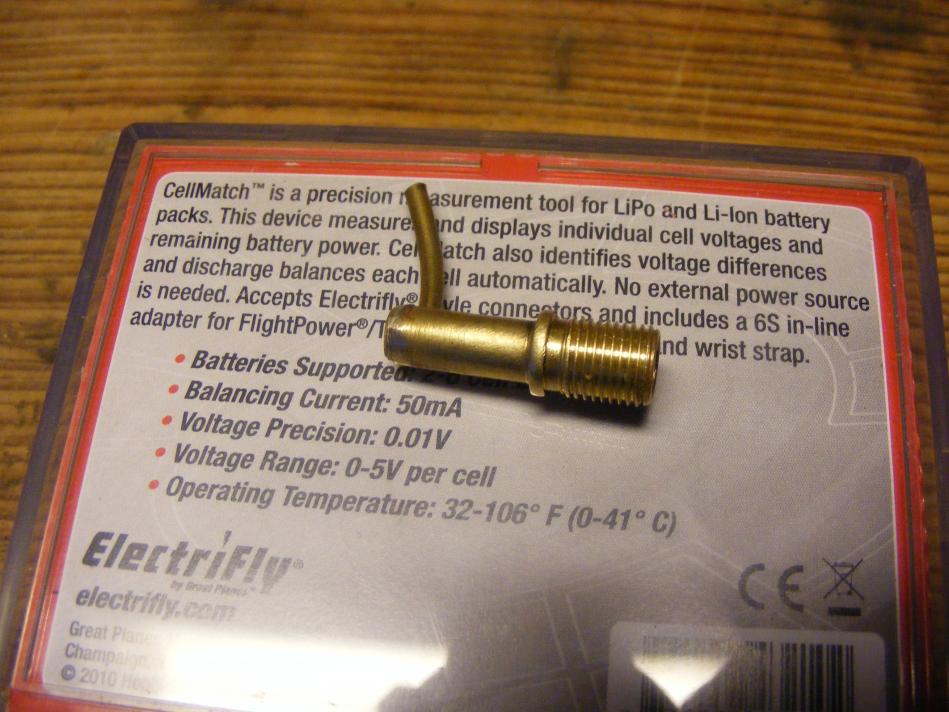 CellMatch™ is a precision measurement tool for LiPo and Li-Ion battery
packs. This device measures and displays individual cell voltages and
remaining battery power. CellMatch also identifies voltage differences
and discharge balances each cell automatically. No external power source
is needed. Accepts Electrifly® style connectors and includes a 6S in-line
adapter for FlightPower®/T and wrist strap.
• Batteries Supported: 2-6 Cell
• Balancing Current: 50mA
• Voltage Precision: 0.01V
• Voltage Range: 0-5V per cell
• Operating Temperature: 32-106° F (0-41° C)
ElectriFly®
by Great Planes™
electrifly.com
Great Planes
Champaign,
© 2010
CE